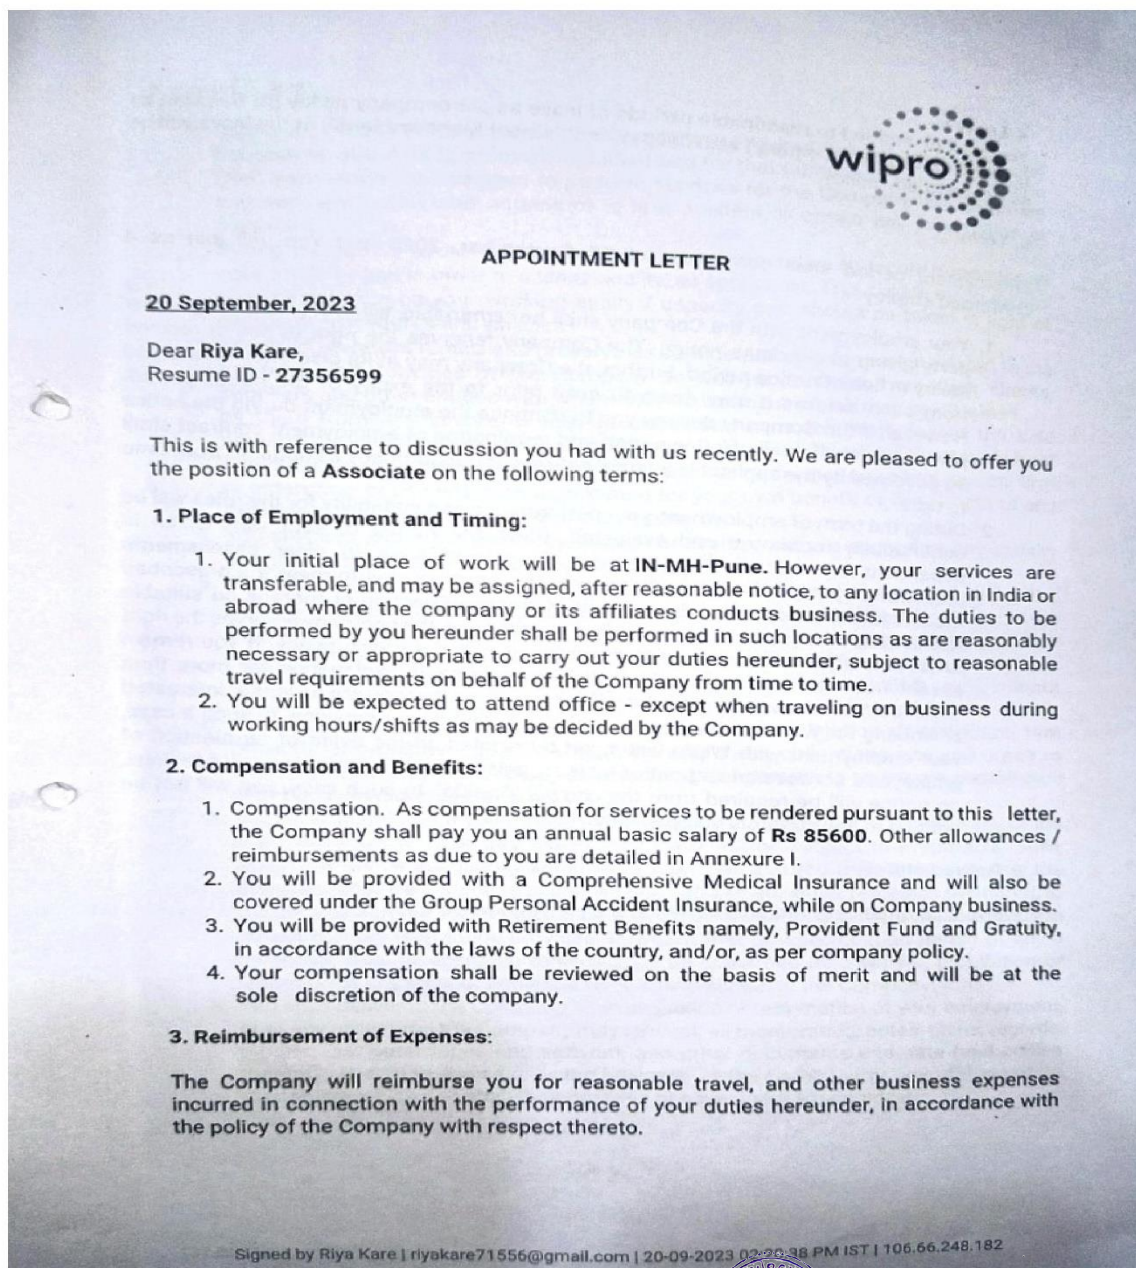 wipro
APPOINTMENT LETTER
20 September, 2023
Dear Riya Kare,
Resume ID - 27356599
This is with reference to discussion you had with us recently. We are pleased to offer you
the position of a Associate on the following terms:
1. Place of Employment and Timing:
1. Your initial place of work will be at IN-MH-Pune. However, your services are
transferable, and may be assigned, after reasonable notice, to any location in India or
abroad where the company or its affiliates conducts business. The duties to be
performed by you hereunder shall be performed in such locations as are reasonably
necessary or appropriate to carry out your duties hereunder, subject to reasonable
travel requirements on behalf of the Company from time to time.
2. You will be expected to attend office - except when traveling on business during
working hours/shifts as may be decided by the Company.
2. Compensation and Benefits:
1. Compensation. As compensation for services to be rendered pursuant to this letter,
the Company shall pay you an annual basic salary of Rs 85600. Other allowances /
reimbursements as due to you are detailed in Annexure I.
2. You will be provided with a Comprehensive Medical Insurance and will also be
covered under the Group Personal Accident Insurance, while on Company business.
3. You will be provided with Retirement Benefits namely, Provident Fund and Gratuity,
in accordance with the laws of the country, and/or, as per company policy.
4. Your compensation shall be reviewed on the basis of merit and will be at the
sole discretion of the company.
3. Reimbursement of Expenses:
The Company will reimburse you for reasonable travel, and other business expenses
incurred in connection with the performance of your duties hereunder, in accordance with
the policy of the Company with respect thereto.
Signed by Riya Kare | riyakare71556@gmail.com | 20-09-2023 02:20:38 PM IST | 106.66.248.182